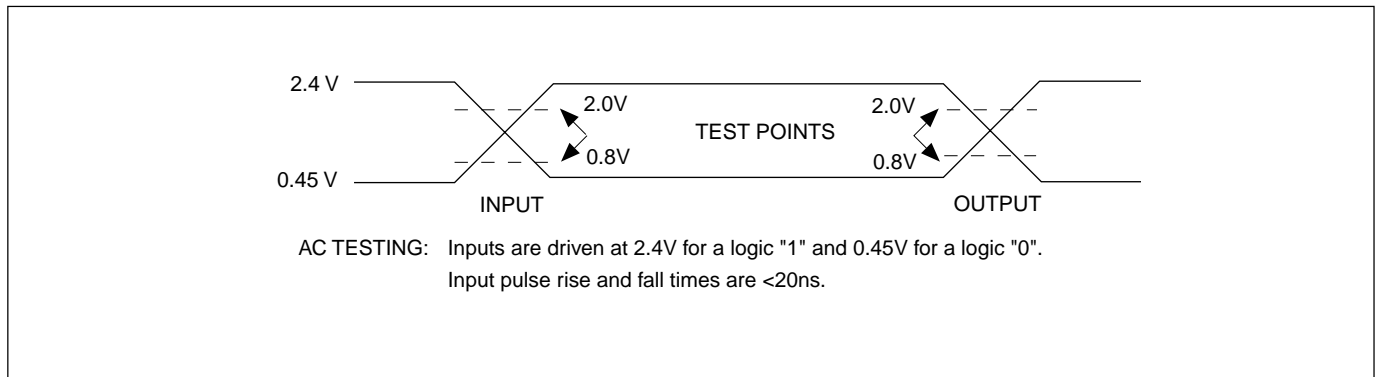 2.4 V
2.0V
2.0V
TEST POINTS
0.8V
0.8V
0.45 V
INPUT
OUTPUT
AC TESTING: Inputs are driven at 2.4V for a logic "1" and 0.45V for a logic "0".
Input pulse rise and fall times are <20ns.